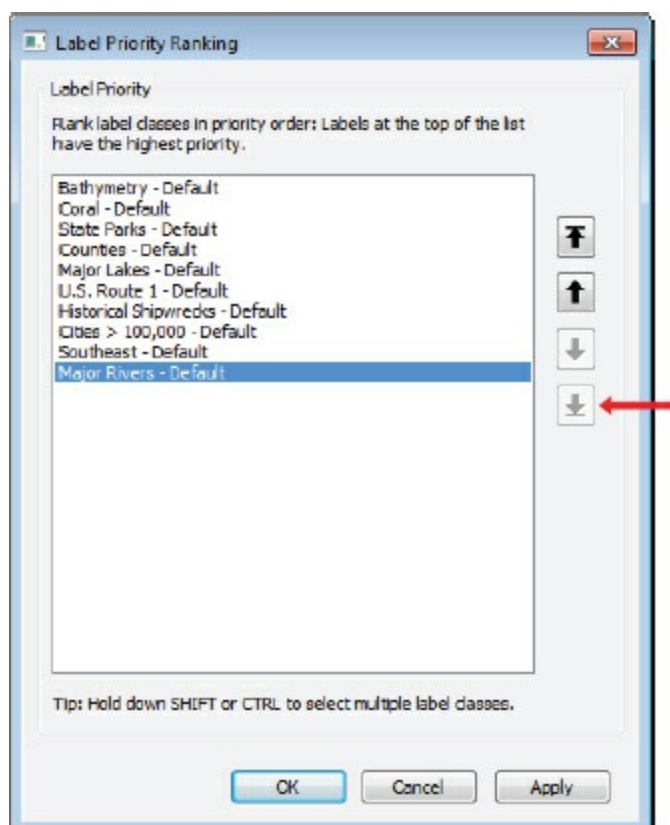 Label Priority Ranking
Label Priority
Rank label classes in priority order: Labels at the top of the list
have the highest priority.
Bathymetry - Default
Coral - Default
State Parks - Default
Counties - Default
Major Lakes - Default
U.S. Route 1 - Default
Historical Shipwrecks - Default
Cities > 100,000 - Default
Southeast - Default
Major Rivers - Default
Tip: Hold down SHIFT or CTRL to select multiple label classes.
OK
Cancel
Apply